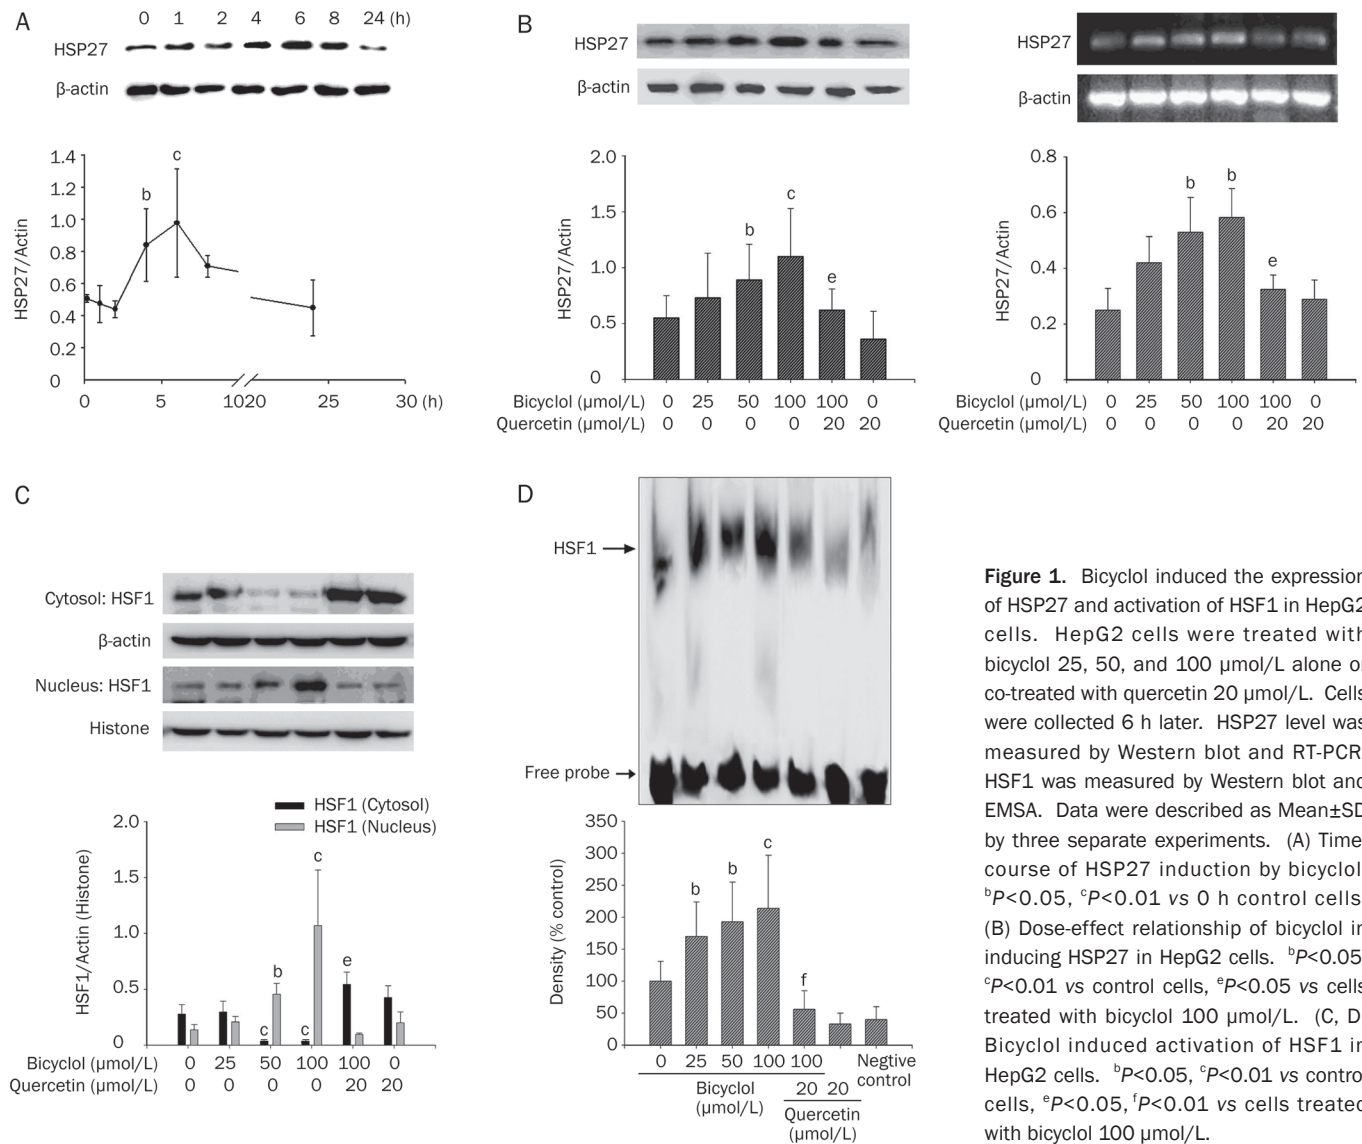 A
0 1 2 4 6 8 24 (h)
HSP27
β-actin
HSP27/Actin
1.4
1.2
1.0
0.8
0.6
0.4
0.2
0
b
c
0 5 10 20 25 30 (h)
B
HSP27
β-actin
HSP27/Actin
2.0
1.5
1.0
0.5
0
b
c
e
Bicyclol (μmol/L) 0 25 50 100 100 0
Quercetin (μmol/L) 0 0 0 0 20 20
HSP27
β-actin
HSP27/Actin
0.8
0.6
0.4
0.2
0
b
b
e
Bicyclol (μmol/L) 0 25 50 100 100 0
Quercetin (μmol/L) 0 0 0 0 20 20
C
Cytosol: HSF1
β-actin
Nucleus: HSF1
Histone
HSF1 (Cytosol)
HSF1 (Nucleus)
HSF1/Actin (Histone)
2.0
1.5
1.0
0.5
0
c
b
c
c
e
Bicyclol (μmol/L) 0 25 50 100 100 0
Quercetin (μmol/L) 0 0 0 0 20 20
D
HSF1
Free probe
Density (% control)
350
300
250
200
150
100
50
0
b
b
c
f
0 25 50 100 100 Negtive control
20 20
Bicyclol (μmol/L)
Quercetin (μmol/L)
Figure 1. Bicyclol induced the expression
of HSP27 and activation of HSF1 in HepG2
cells. HepG2 cells were treated with
bicyclol 25, 50, and 100 μmol/L alone or
co-treated with quercetin 20 μmol/L. Cells
were collected 6 h later. HSP27 level was
measured by Western blot and RT-PCR
HSF1 was measured by Western blot and
EMSA. Data were described as Mean±SD
by three separate experiments. (A) Time
course of HSP27 induction by bicyclol
bP<0.05, cP<0.01 vs 0 h control cells
(B) Dose-effect relationship of bicyclol in
inducing HSP27 in HepG2 cells. bP<0.05
cP<0.01 vs control cells, eP<0.05 vs cells
treated with bicyclol 100 μmol/L. (C, D
Bicyclol induced activation of HSF1 in
HepG2 cells. bP<0.05, cP<0.01 vs control
cells, eP<0.05, fP<0.01 vs cells treated
with bicyclol 100 μmol/L.